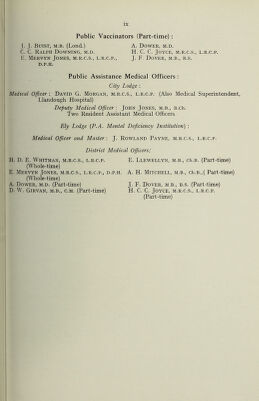 ix
Public Vaccinators (Part-time) :
J. J. Buist, M.B. (Lond.) A. Dower, M.D.
C. C. Ralph Downing, M.D. H. C. C. Joyce, M.R.C.S., L.R.C.P.
E. Mervyn Jones, M.R.C.S., L.R.C.P., D.P.H. J. F. Dover, M.B., B.S.
Public Assistance Medical Officers :
City Lodge :
Medical Officer : David G. Morgan, M.R.C.S., L.R.C.P. (Also Medical Superintendent,
Llandough Hospital)
Deputy Medical Officer : John Jones, M.B., B.Ch.
Two Resident Assistant Medical Officers.
Ely Lodge (P.A. Mental Deficiency Institution) :
Medical Officer and Master : J. Rowland Payne, M.R.C.S., L.R.C.P.
District Medical Officers:
H. D. E. Whitman, M.R.C.S., L.R.C.P. (Whole-time) E. Llewellyn, M.B., Ch.B. (Part-time)
E. Mervyn Jones, M.R.C.S., L.R.C.P., D.P.H. (Whole-time) A. H. Mitchell, M.B., Ch.B.,( Part-time)
A. Dower, M.D. (Part-time) J. F. Dover, M.B., B.S. (Part-time)
D. W. Girvan, M.B., C.M. (Part-time) H. C. C. Joyce, M.R.C.S., L.R.C.P.
(Part-time)